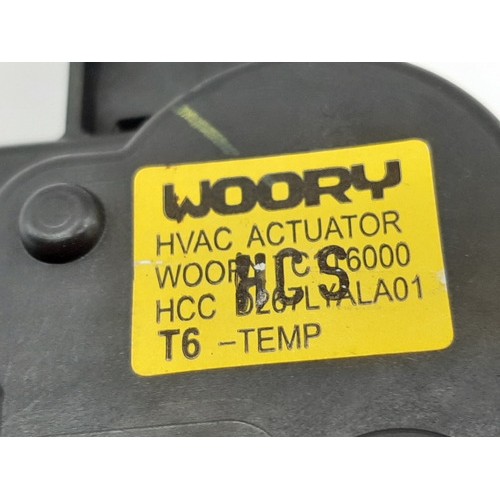 WOORY
HVAC ACTUATOR
6000
HCS
HCC
T6 -TEMP